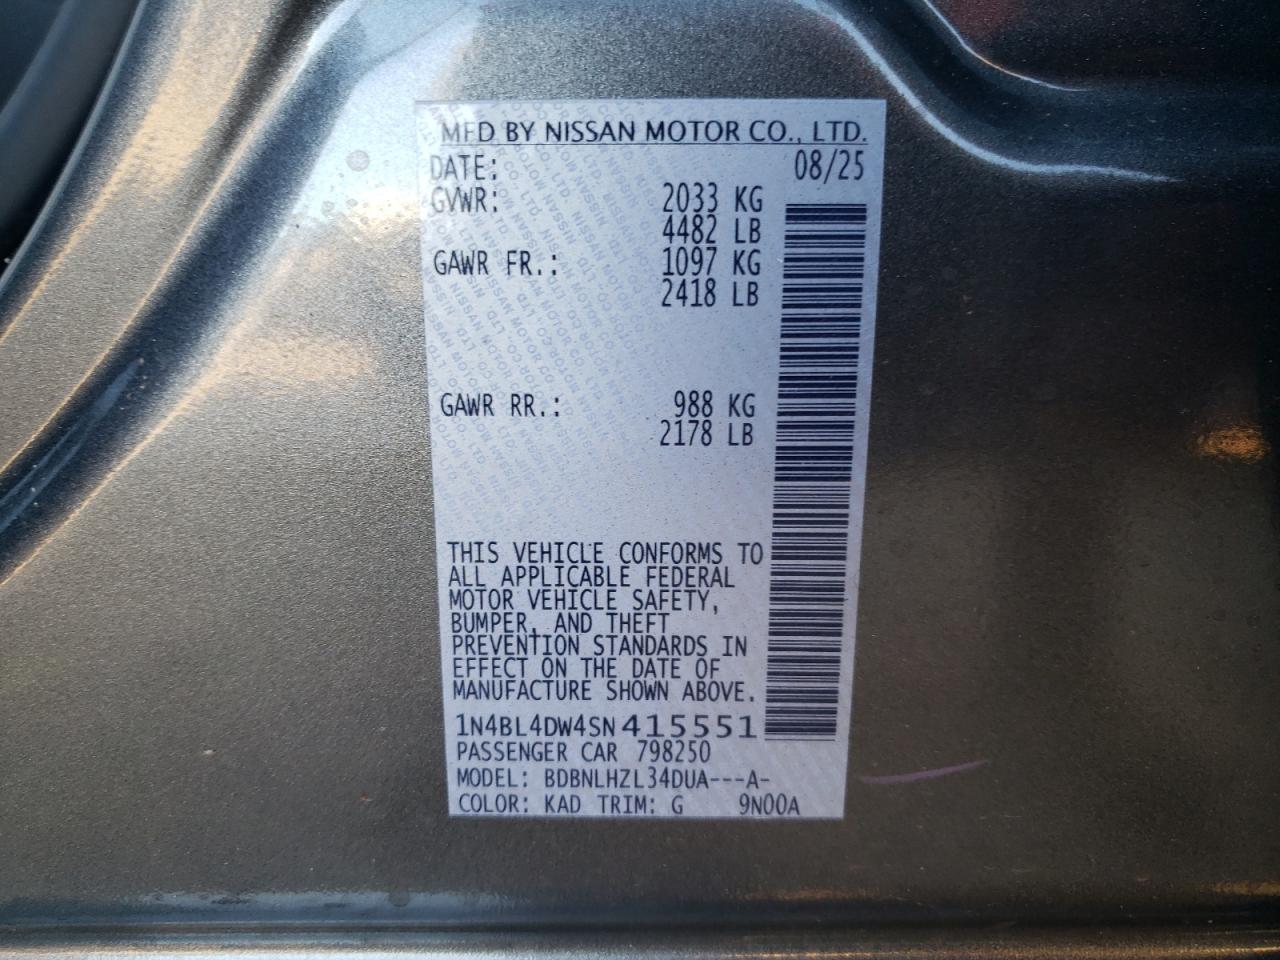 MFD BY NISSAN MOTOR CO., LTD.
DATE: 08/25
GVWR: 2033 KG
4482 LB
GAWR FR.: 1097 KG
2418 LB
GAWR RR.: 988 KG
2178 LB
THIS VEHICLE CONFORMS TO
ALL APPLICABLE FEDERAL
MOTOR VEHICLE SAFETY,
BUMPER, AND THEFT
PREVENTION STANDARDS IN
EFFECT ON THE DATE OF
MANUFACTURE SHOWN ABOVE.
1N4BL4DW4SN415551
PASSENGER CAR 798250
MODEL: BDBNLHZL34DUA---A-
COLOR: KAD TRIM: G 9N00A